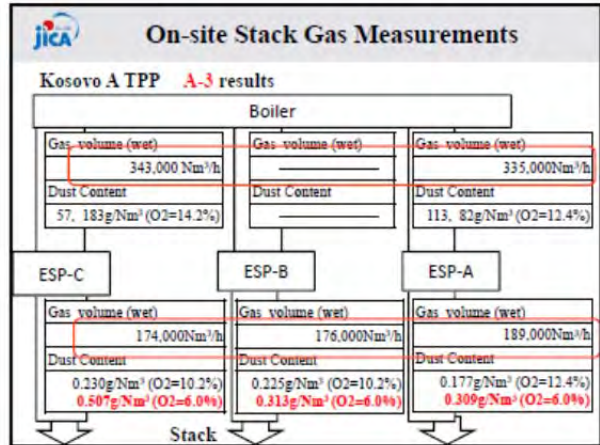 jiCA
On-site Stack Gas Measurements
Kosovo A TPP A-3 results
Boiler
Gas volume (wet)
343,000 Nm³/h
Dust Content
57, 183g/Nm³ (O2=14.2%)
Gas volume (wet)
Dust Content
Gas volume (wet)
335,000Nm³/h
Dust Content
113, 82g/Nm³ (O2=12.4%)
ESP-C
ESP-B
ESP-A
Gas volume (wet)
174,000Nm³/h
Dust Content
0.230g/Nm³ (O2=10.2%)
0.507g/Nm³ (O2=6.0%)
Gas volume (wet)
176,000Nm³/h
Dust Content
0.225g/Nm³ (O2=10.2%)
0.313g/Nm³ (O2=6.0%)
Gas volume (wet)
189,000Nm³/h
Dust Content
0.177g/Nm³ (O2=12.4%)
0.309g/Nm³ (O2=6.0%)
Stack